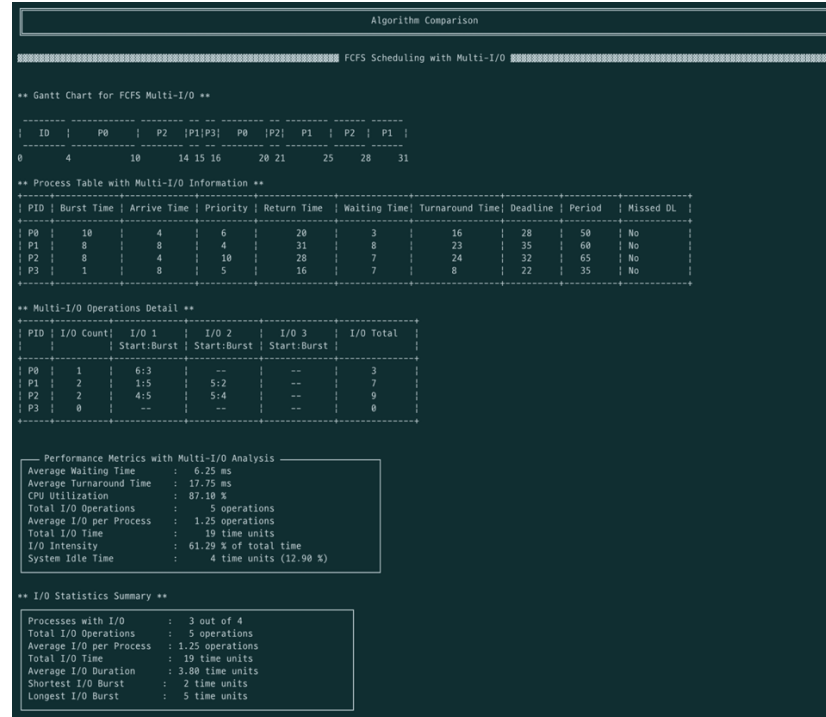 Algorithm Comparison
FCFS Scheduling with Multi-I/O
** Gantt Chart for FCFS Multi-I/O **
-------- ------------ -------- -- -- -------- -- -------- ------ ------
¦ ID ¦ P0 ¦ P2 ¦P1¦P3¦ P0 ¦P2¦ P1 ¦ P2 ¦ P1 ¦
-------- ------------ -------- -- -- -------- -- -------- ------ ------
0 4 10 14 15 16 20 21 25 28 31
** Process Table with Multi-I/O Information **
¦ PID ¦ Burst Time ¦ Arrive Time ¦ Priority ¦ Return Time ¦ Waiting Time¦ Turnaround Time¦ Deadline ¦ Period ¦ Missed DL ¦
¦ P0 ¦ 10 ¦ 4 ¦ 6 ¦ 20 ¦ 3 ¦ 16 ¦ 28 ¦ 50 ¦ No ¦
¦ P1 ¦ 8 ¦ 8 ¦ 4 ¦ 31 ¦ 8 ¦ 23 ¦ 35 ¦ 60 ¦ No ¦
¦ P2 ¦ 8 ¦ 4 ¦ 10 ¦ 28 ¦ 7 ¦ 24 ¦ 32 ¦ 65 ¦ No ¦
¦ P3 ¦ 1 ¦ 8 ¦ 5 ¦ 16 ¦ 7 ¦ 8 ¦ 22 ¦ 35 ¦ No ¦
** Multi-I/O Operations Detail **
¦ PID ¦ I/O Count¦ I/O 1 ¦ I/O 2 ¦ I/O 3 ¦ I/O Total ¦
¦ ¦ ¦ Start:Burst ¦ Start:Burst ¦ Start:Burst ¦ ¦
¦ P0 ¦ 1 ¦ 6:3 ¦ -- ¦ -- ¦ 3 ¦
¦ P1 ¦ 2 ¦ 1:5 ¦ 5:2 ¦ -- ¦ 7 ¦
¦ P2 ¦ 2 ¦ 4:5 ¦ 5:4 ¦ -- ¦ 9 ¦
¦ P3 ¦ 0 ¦ -- ¦ -- ¦ -- ¦ 0 ¦
Performance Metrics with Multi-I/O Analysis
Average Waiting Time : 6.25 ms
Average Turnaround Time : 17.75 ms
CPU Utilization : 87.10 %
Total I/O Operations : 5 operations
Average I/O per Process : 1.25 operations
Total I/O Time : 19 time units
I/O Intensity : 61.29 % of total time
System Idle Time : 4 time units (12.90 %)
** I/O Statistics Summary **
Processes with I/O : 3 out of 4
Total I/O Operations : 5 operations
Average I/O per Process : 1.25 operations
Total I/O Time : 19 time units
Average I/O Duration : 3.80 time units
Shortest I/O Burst : 2 time units
Longest I/O Burst : 5 time units